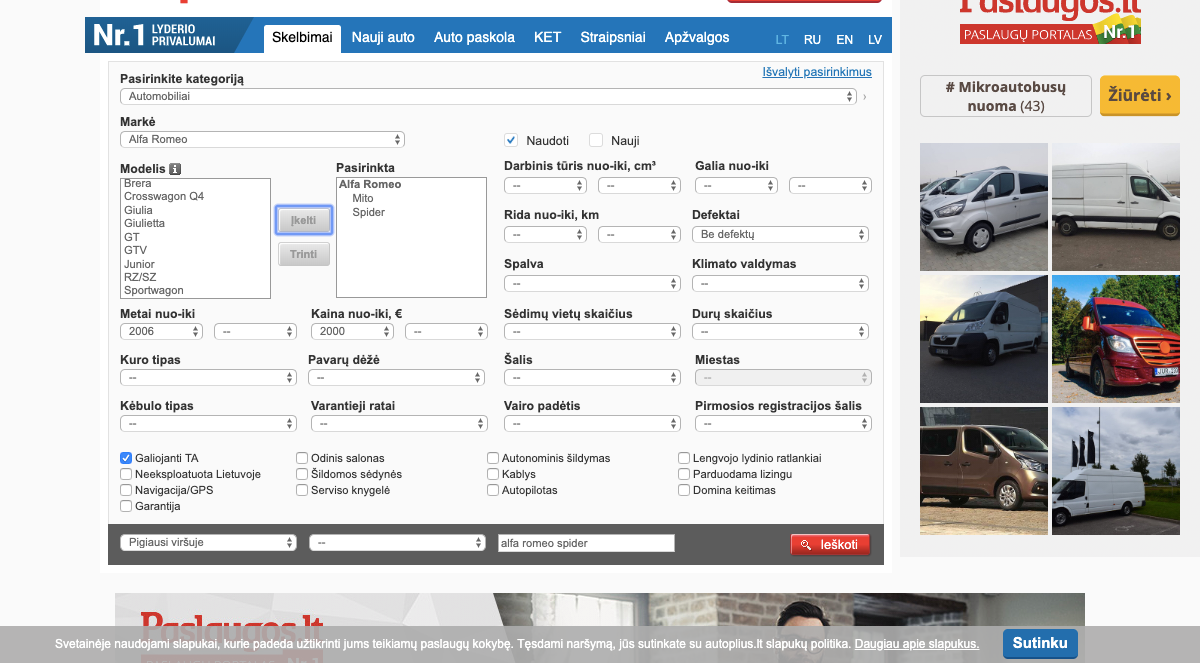 Paslaugos.lt
PASLAUGŲ PORTALAS Nr.1
Nr.1 LYDERIO PRIVALUMAI
Skelbimai Nauji auto Auto paskola KET Straipsniai Apžvalgos LT RU EN LV
Išvalyti pasirinkimus
Pasirinkite kategoriją
Automobiliai
Markė
Alfa Romeo
Naudoti Nauji
Modelis Pasirinkta
Brera
Crosswagon Q4
Giulia
Giulietta
GT
GTV
Junior
RZ/SZ
Sportwagon
Įkelti
Trinti
Alfa Romeo
Mito
Spider
Darbinis tūris nuo-iki, cm³ Galia nuo-iki
-- -- -- --
Rida nuo-iki, km Defektai
-- -- Be defektų
Spalva Klimato valdymas
-- --
Metai nuo-iki Kaina nuo-iki, € Sėdimų vietų skaičius Durų skaičius
2006 -- 2000 -- -- --
Kuro tipas Pavarų dėžė Šalis Miestas
-- -- -- --
Kėbulo tipas Varantieji ratai Vairo padėtis Pirmosios registracijos šalis
-- -- -- --
Galiojanti TA Odinis salonas Autonominis šildymas Lengvojo lydinio ratlankiai
Neeksploatuota Lietuvoje Šildomos sėdynės Kablys Parduodama lizingu
Navigacija/GPS Serviso knygelė Autopilotas Domina keitimas
Garantija
Pigiausi viršuje -- alfa romeo spider Ieškoti
# Mikroautobusų
nuoma (43)
Žiūrėti ›
Paslaugos.lt
Svetainėje naudojami slapukai, kurie padeda užtikrinti jums teikiamų paslaugų kokybę. Tęsdami naršymą, jūs sutinkate su autoplius.lt slapukų politika. Daugiau apie slapukus. Sutinku